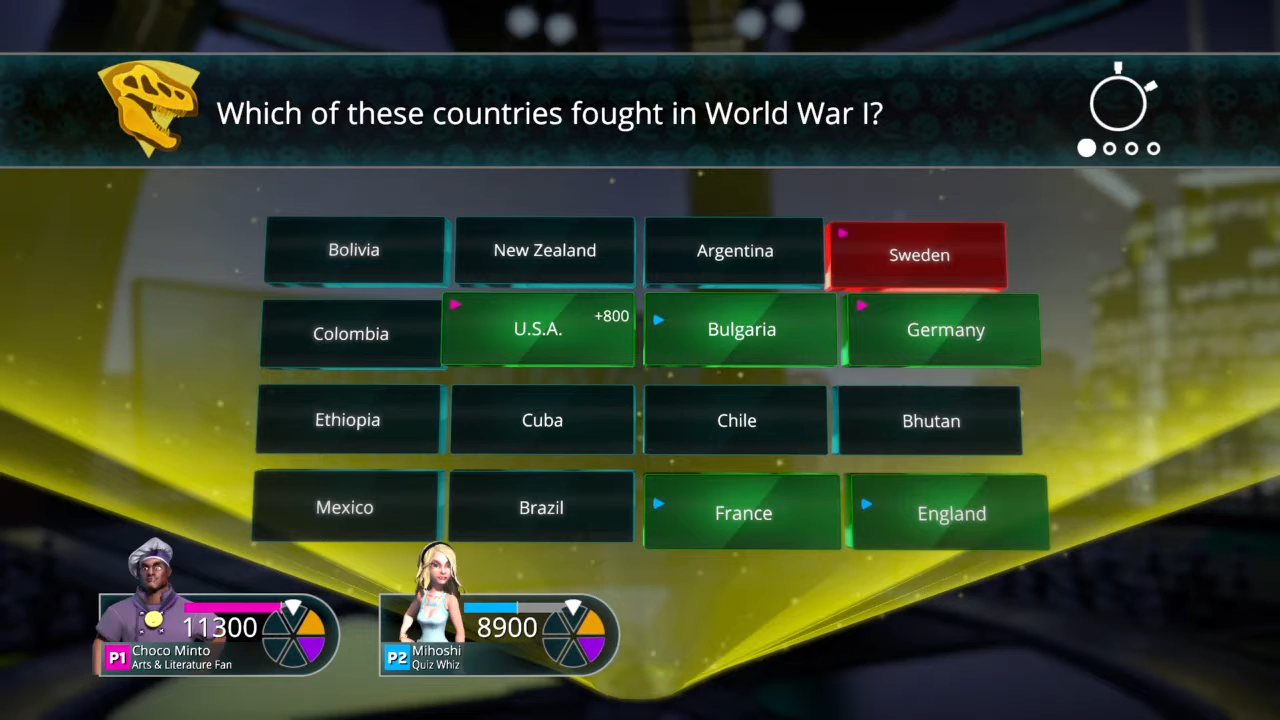 Which of these countries fought in World War I?
Bolivia
New Zealand
Argentina
Sweden
Colombia
U.S.A.
+800
Bulgaria
Germany
Ethiopia
Cuba
Chile
Bhutan
Mexico
Brazil
France
England
11300
P1
Choco Minto
Arts & Literature Fan
8900
P2
Mihoshi
Quiz Whiz